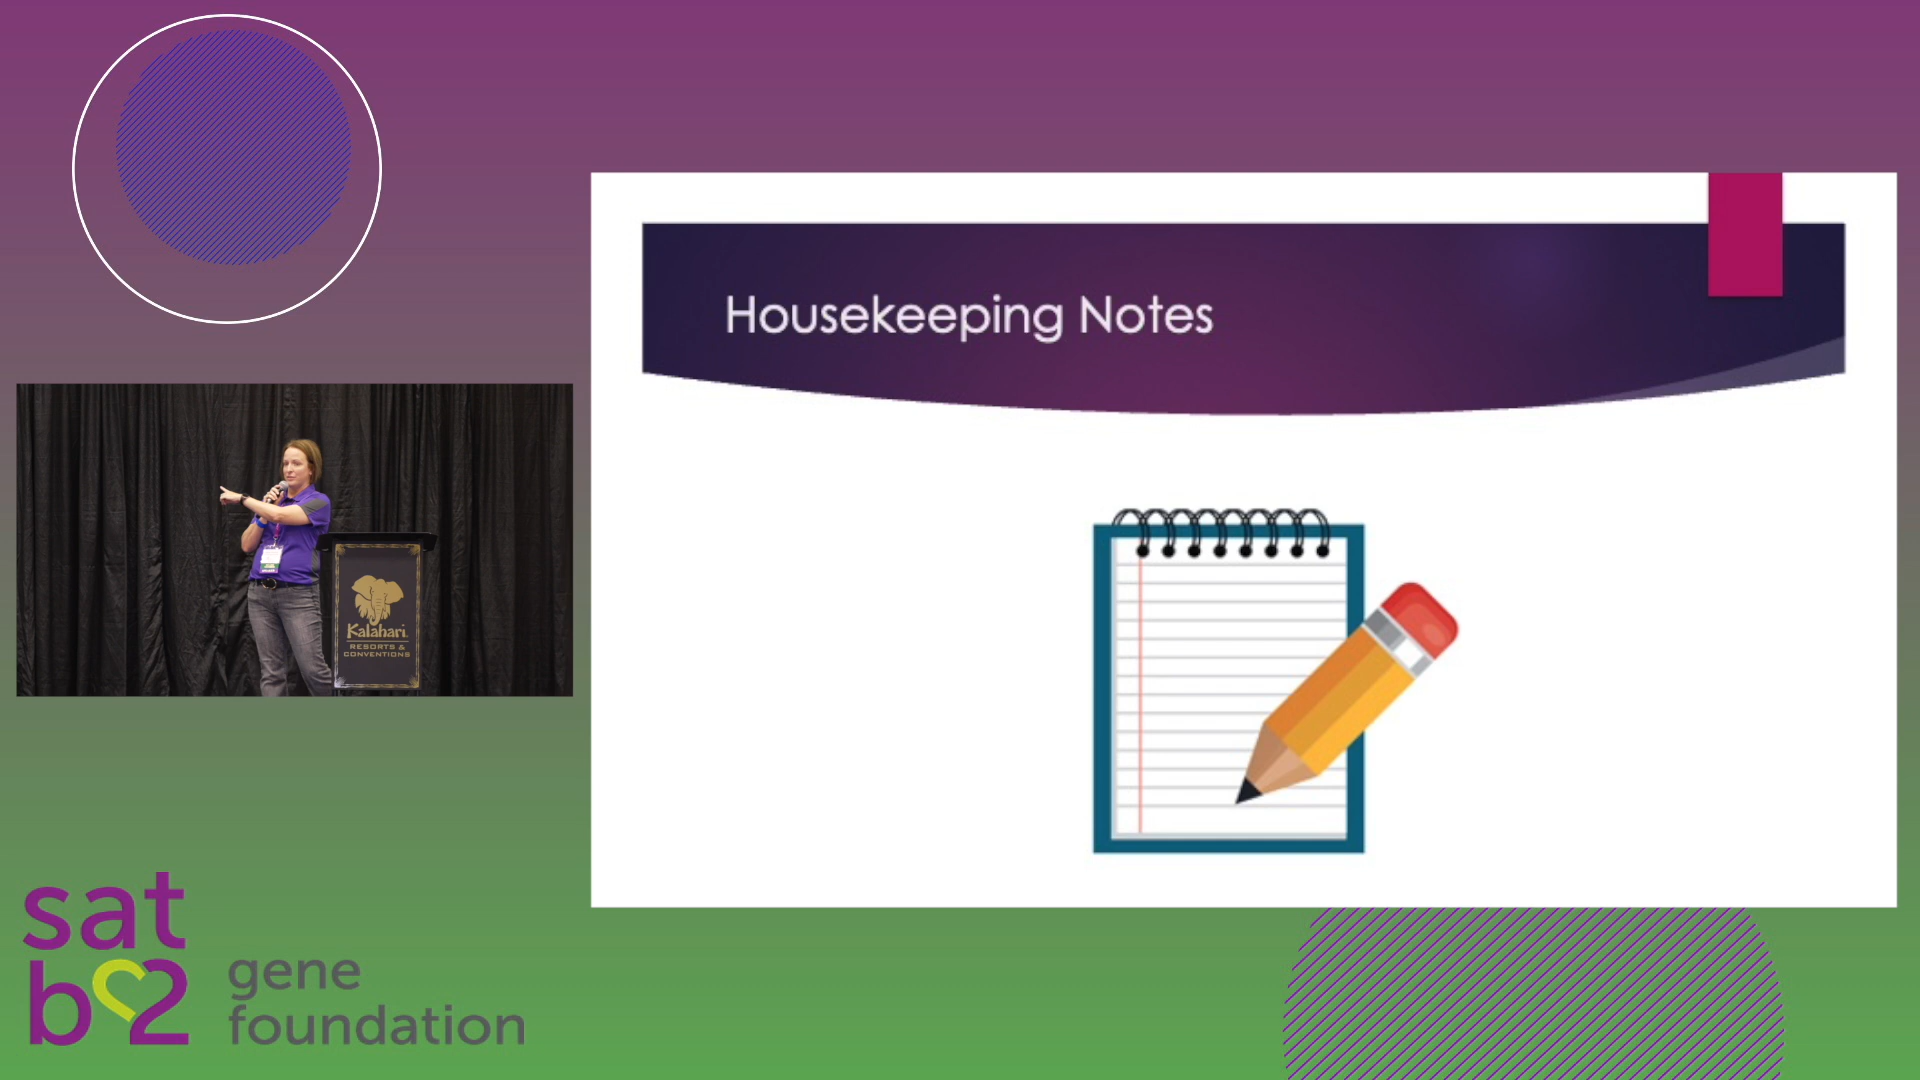 Housekeeping Notes
Kalahari
RESORTS &
CONVENTIONS
sat
b2
gene
foundation